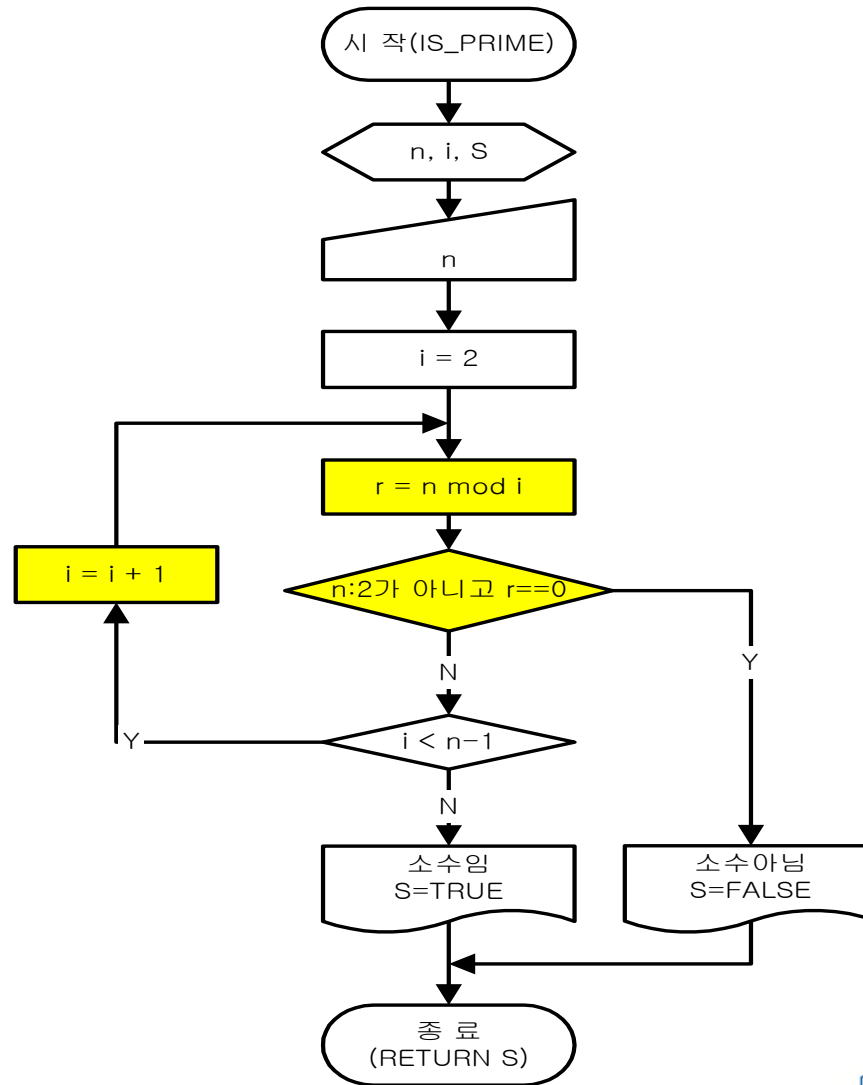 시 작(IS_PRIME)
n, i, S
n
i = 2
r = n mod i
i = i + 1
n:2가 아니고 r==0
Y
N
i < n-1
Y
N
소수임
S=TRUE
소수아님
S=FALSE
종 료
(RETURN S)